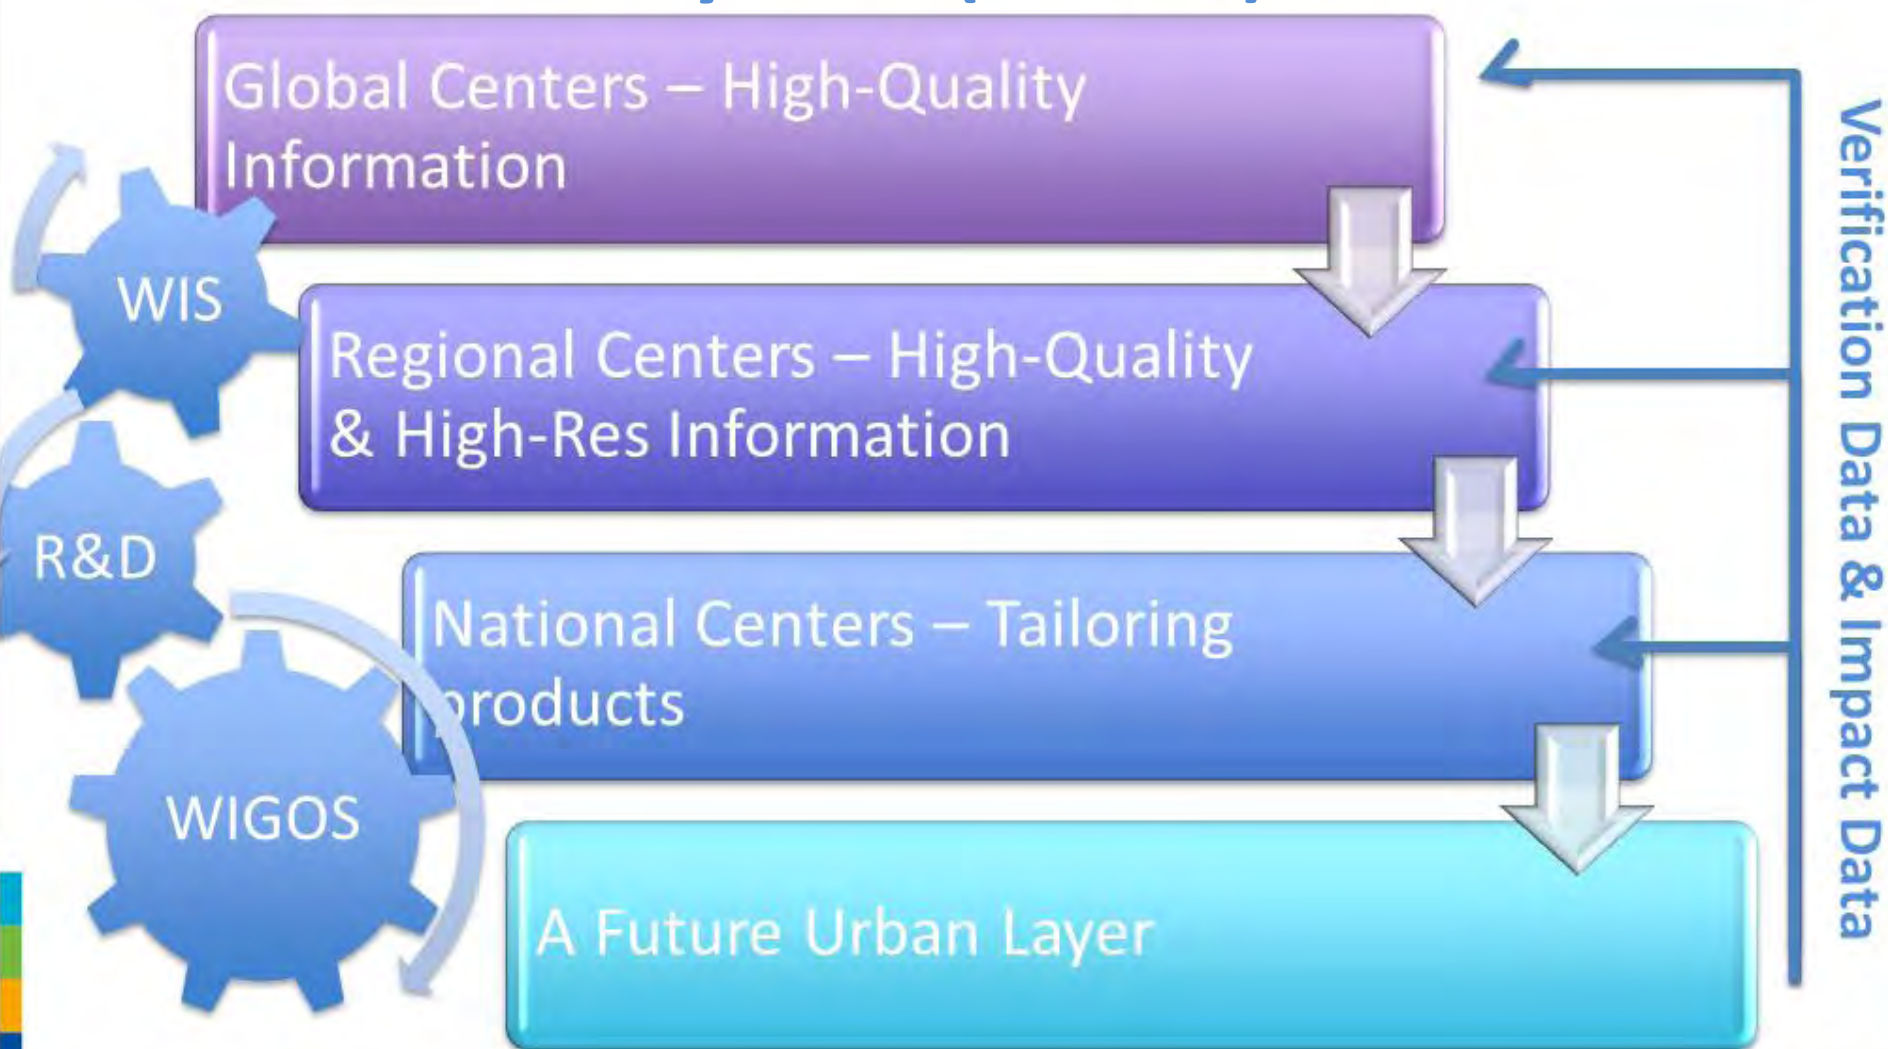 Global Centers – High-Quality
Information
WIS
Regional Centers – High-Quality
& High-Res Information
R&D
National Centers – Tailoring
products
WIGOS
A Future Urban Layer
Verification Data & Impact Data